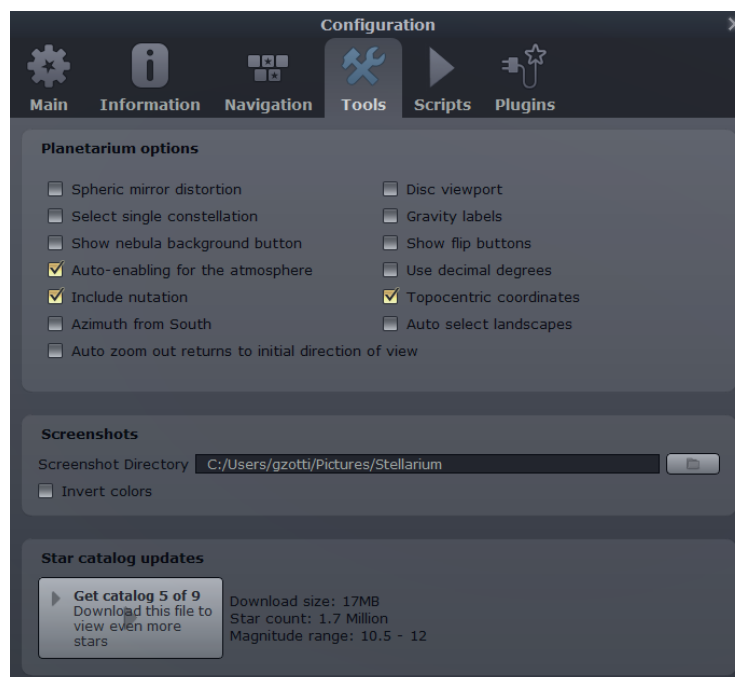 Configuration
Main Information Navigation Tools Scripts Plugins
Planetarium options
Spheric mirror distortion
Disc viewport
Select single constellation
Gravity labels
Show nebula background button
Show flip buttons
Auto-enabling for the atmosphere
Use decimal degrees
Include nutation
Topocentric coordinates
Azimuth from South
Auto select landscapes
Auto zoom out returns to initial direction of view
Screenshots
Screenshot Directory C:/Users/gzotti/Pictures/Stellarium
Invert colors
Star catalog updates
Get catalog 5 of 9
Download this file to
view even more
stars
Download size: 17MB
Star count: 1.7 Million
Magnitude range: 10.5 - 12